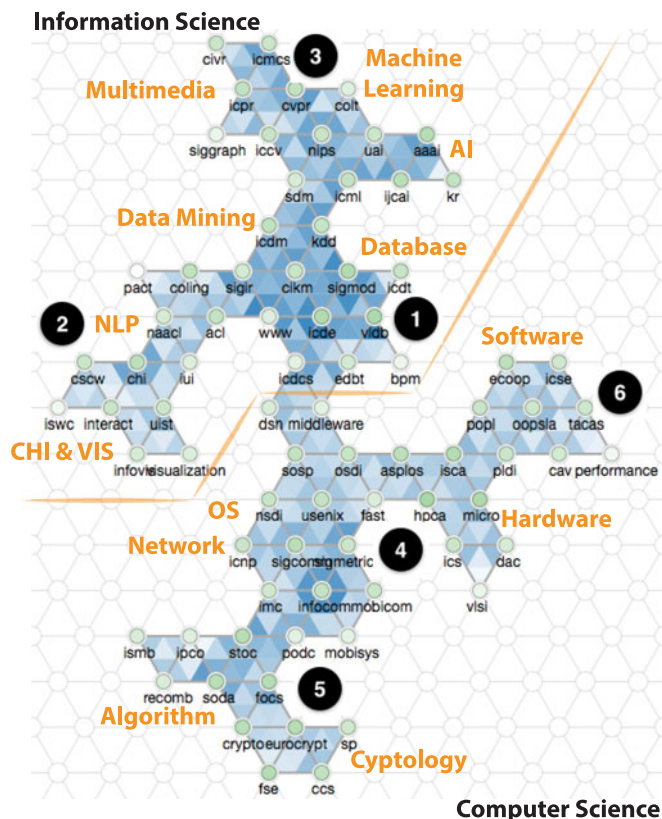 Information Science
civr icmcs 3 Machine
Multimedia Learning
icpr cvpr colt
siggraph iccv nips uai aaai AI
sdm icml ijcai kr
Data Mining
icdm kdd
Database
pact coling sigir cikm sigmod icdt
2 NLP 1
naacl acl www icde vldb
Software
cscw chi iui icdcs edbt bpm ecoop icse
6
iswc interact uist dsn middleware popl oopsla tacas
CHI & VIS
infovis visualization sosp osdi asplos isca pldi cav performance
OS
nsdi usenix fast hpca micro Hardware
Network 4
icnp sigcomm sigmetric ics dac
imc infocom mobicom vlsi
ismb ipco stoc podc mobisys
5
recomb soda focs
Algorithm
crypto eurocrypt sp
Cyptology
fse ccs
Computer Science